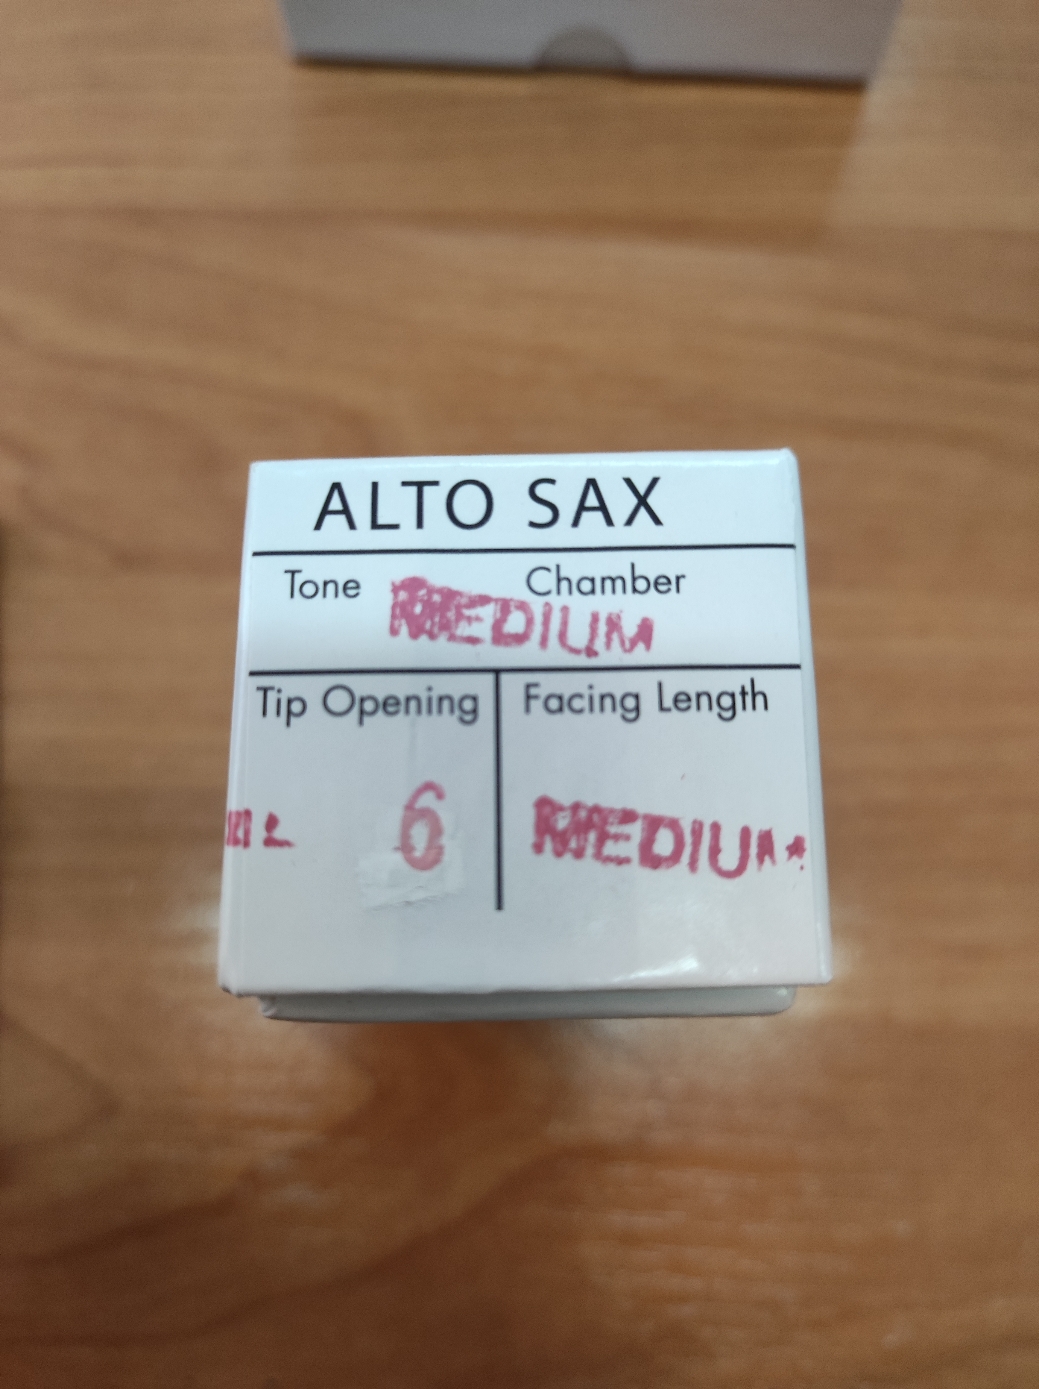 ALTO SAX
Tone Chamber
MEDIUM
Tip Opening Facing Length
6 MEDIUM